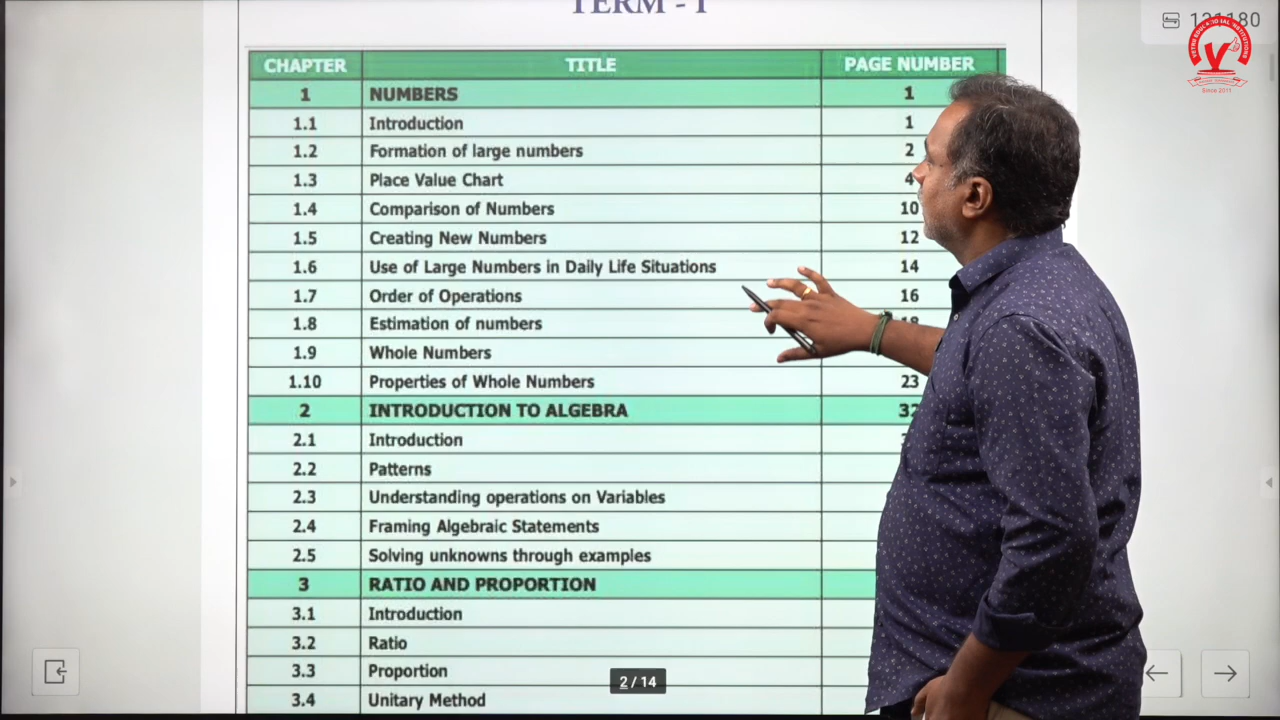 TERM - I
121180
CHAPTER TITLE PAGE NUMBER
1 NUMBERS 1
1.1 Introduction 1
1.2 Formation of large numbers 2
1.3 Place Value Chart 4
1.4 Comparison of Numbers 10
1.5 Creating New Numbers 12
1.6 Use of Large Numbers in Daily Life Situations 14
1.7 Order of Operations 16
1.8 Estimation of numbers 18
1.9 Whole Numbers
1.10 Properties of Whole Numbers 23
2 INTRODUCTION TO ALGEBRA 32
2.1 Introduction
2.2 Patterns
2.3 Understanding operations on Variables
2.4 Framing Algebraic Statements
2.5 Solving unknowns through examples
3 RATIO AND PROPORTION
3.1 Introduction
3.2 Ratio
3.3 Proportion
3.4 Unitary Method
2 / 14
Since 2011